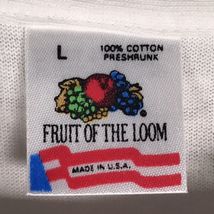 L
100% COTTON
PRESHRUNK
®
FRUIT OF THE LOOM
MADE IN U.S.A.